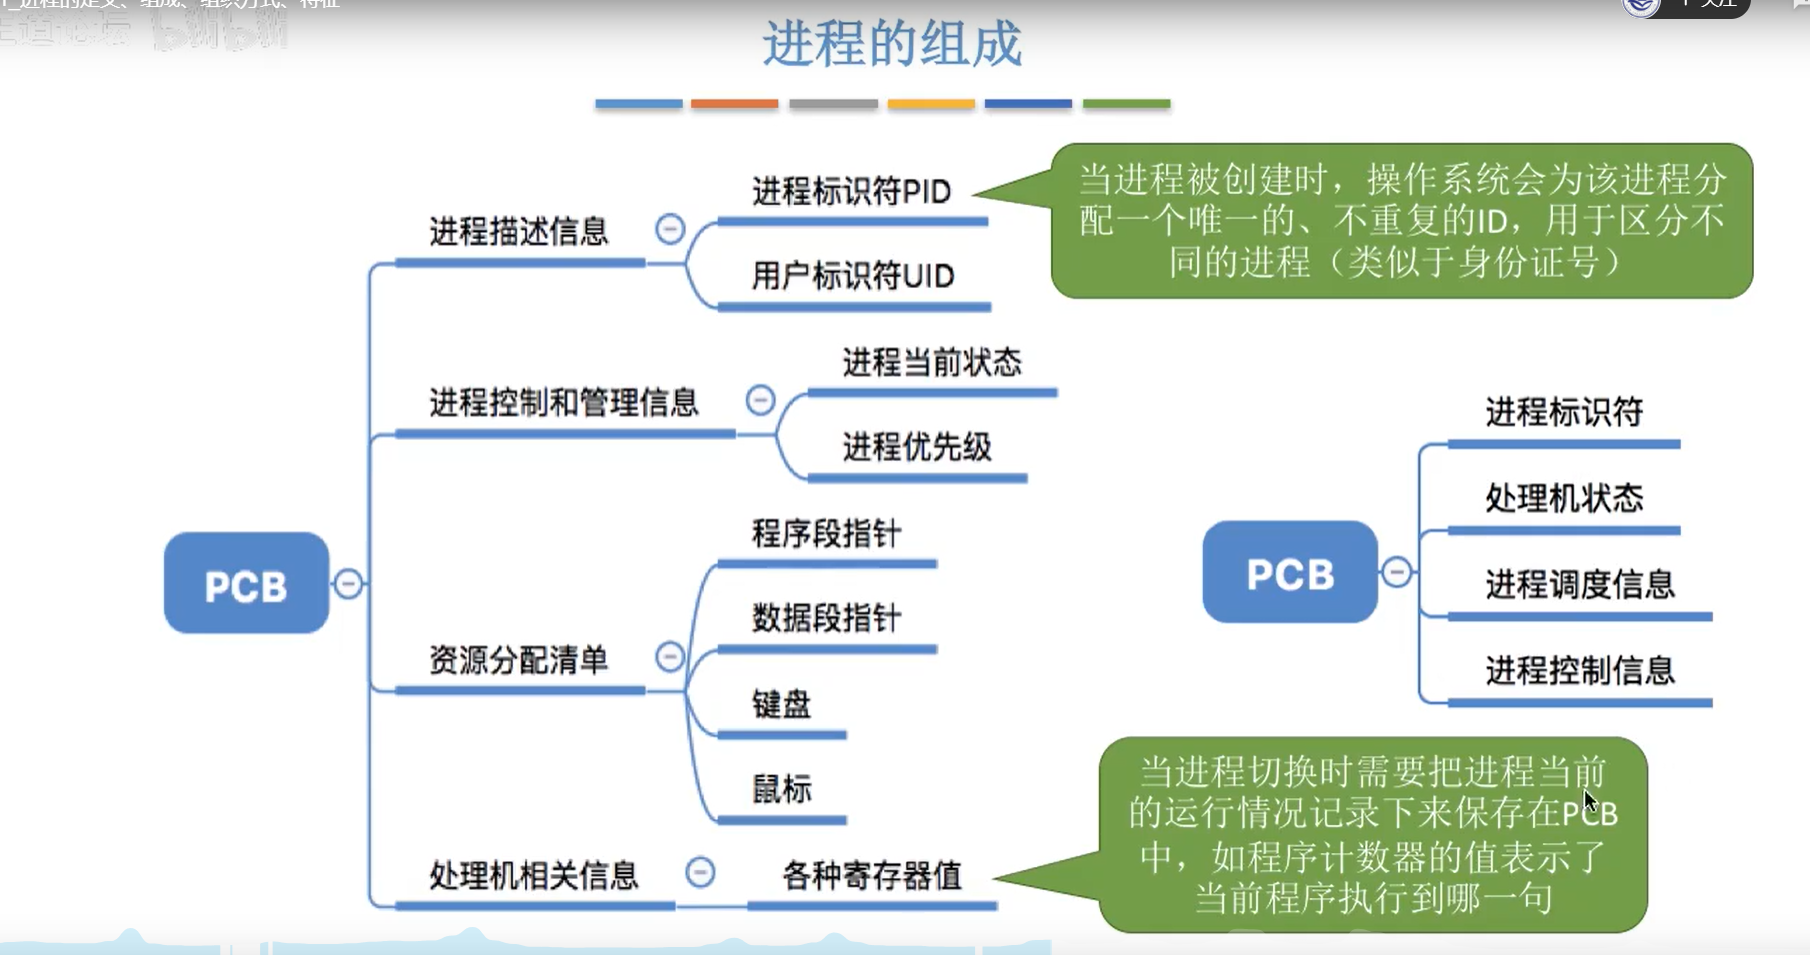 进程的定义、组成、组织方式、特征
bilibili
关注
进程的组成
进程标识符PID
进程描述信息
用户标识符UID
当进程被创建时，操作系统会为该进程分
配一个唯一的、不重复的ID，用于区分不
同的进程（类似于身份证号）
进程当前状态
进程控制和管理信息
进程优先级
程序段指针
数据段指针
PCB
资源分配清单
键盘
鼠标
处理机相关信息
各种寄存器值
进程标识符
处理机状态
PCB
进程调度信息
进程控制信息
当进程切换时需要把进程当前
的运行情况记录下来保存在PCB
中，如程序计数器的值表示了
当前程序执行到哪一句